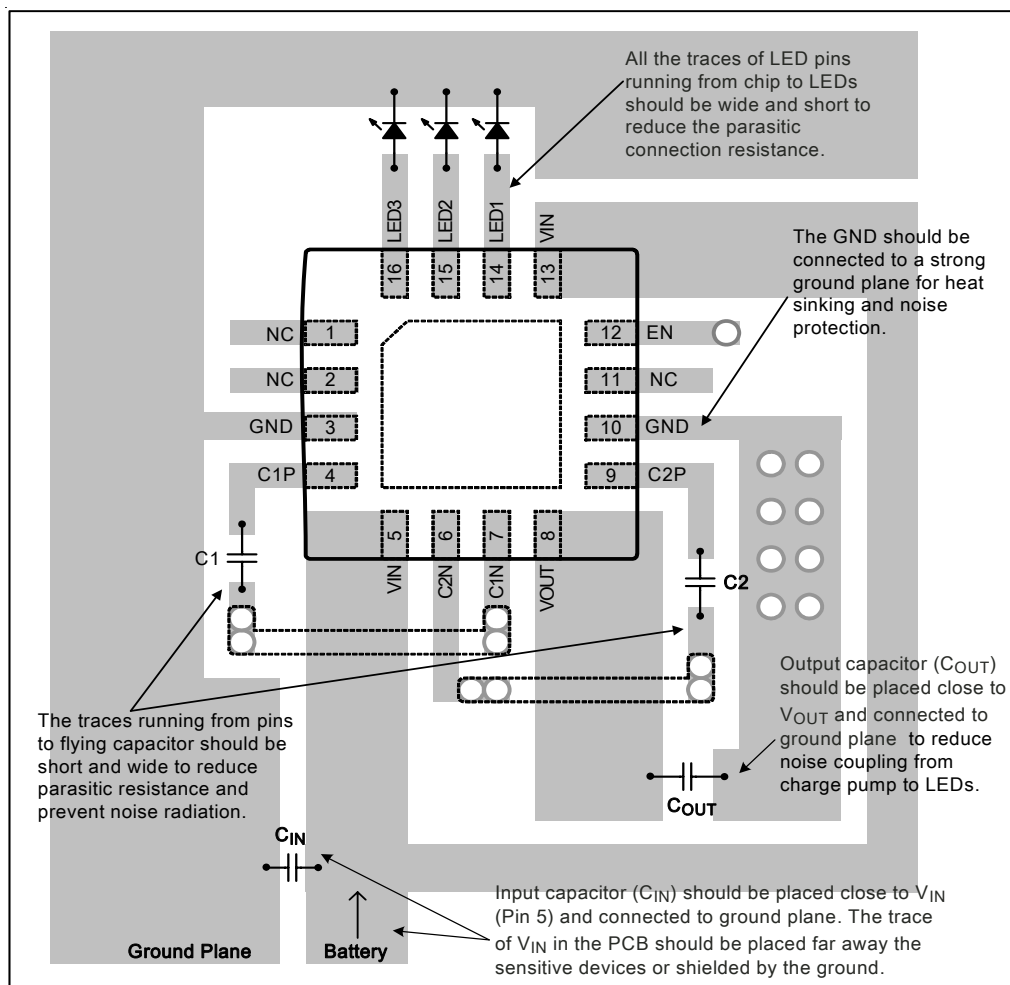 All the traces of LED pins
running from chip to LEDs
should be wide and short to
reduce the parasitic
connection resistance.
LED3
LED2
LED1
VIN
16
15
14
13
The GND should be
connected to a strong
ground plane for heat
sinking and noise
protection.
NC
1
12
EN
NC
2
11
NC
GND
3
10
GND
C1P
4
9
C2P
5
6
7
8
VIN
C2N
C1N
VOUT
C1
C2
The traces running from pins
to flying capacitor should be
short and wide to reduce
parasitic resistance and
prevent noise radiation.
Output capacitor (COUT)
should be placed close to
VOUT and connected to
ground plane to reduce
noise coupling from
charge pump to LEDs.
COUT
CIN
Input capacitor (CIN) should be placed close to VIN
(Pin 5) and connected to ground plane. The trace
of VIN in the PCB should be placed far away the
sensitive devices or shielded by the ground.
Ground Plane
Battery